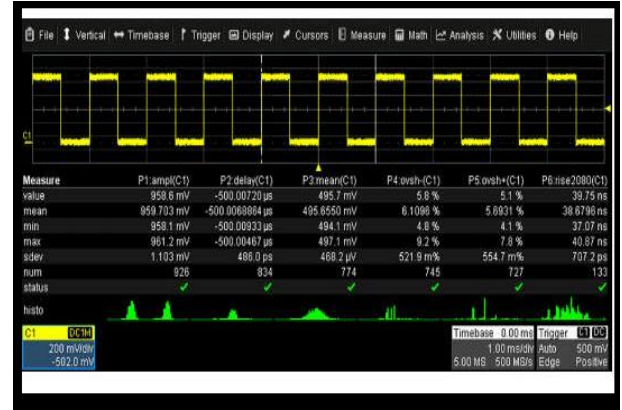 File Vertical Timebase Trigger Display Cursors Measure Math Analysis Utilities Help
C1
Measure P1:ampl(C1) P2:delay(C1) P3:mean(C1) P4:ovsh-(C1) P5:ovsh+(C1) P6:rise2080(C1)
value 958.6 mV -500.00720 µs 495.7 mV 5.8 % 5.1 % 39.75 ns
mean 959.703 mV -500.0068864 µs 495.6550 mV 6.1096 % 5.6931 % 38.6796 ns
min 958.1 mV -500.00933 µs 494.1 mV 4.8 % 4.1 % 37.07 ns
max 961.2 mV -500.00467 µs 497.1 mV 9.2 % 7.8 % 40.87 ns
sdev 1.103 mV 486.0 ps 468.2 µV 521.9 m% 554.7 m% 707.2 ps
num 926 834 774 745 727 133
status
histo
C1 DC1M Timebase 0.00 ms Trigger C1 DC
200 mV/div 1.00 ms/div Auto 500 mV
-502.0 mV 5.00 MS 500 MS/s Edge Positive